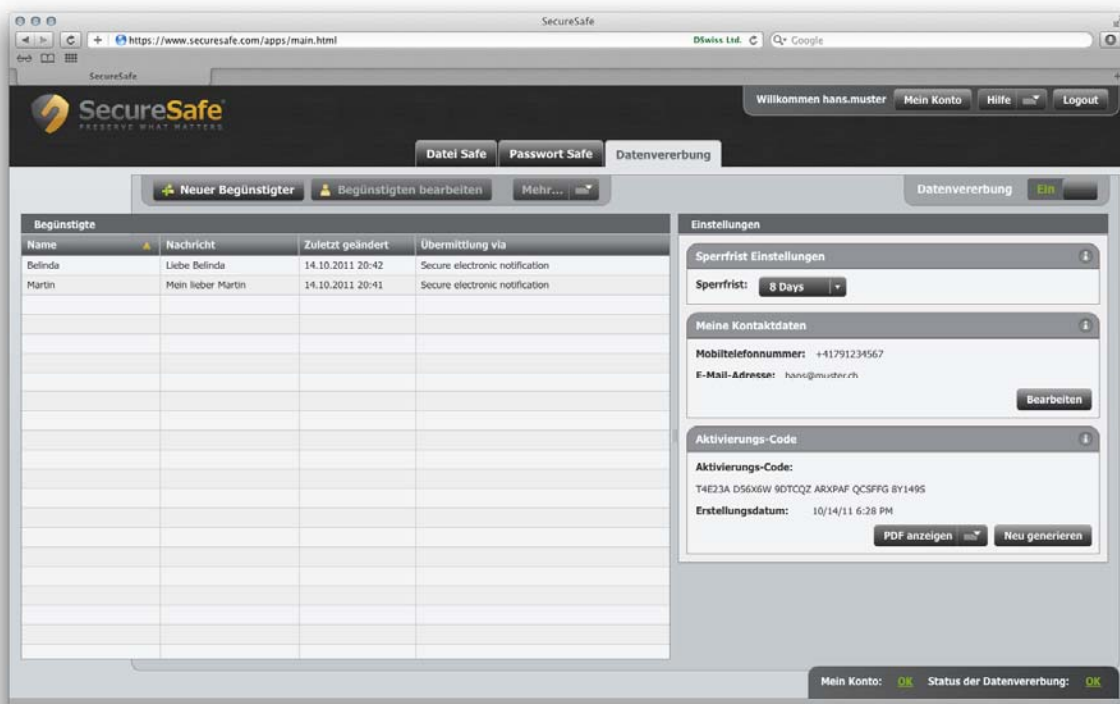 SecureSafe
https://www.securesafe.com/apps/main.html
DSwiss Ltd.
Google
SecureSafe
SecureSafe
PRESERVE WHAT MATTERS
Willkommen hans.muster
Mein Konto
Hilfe
Logout
Datei Safe
Passwort Safe
Datenvererbung
Neuer Begünstigter
Begünstigten bearbeiten
Mehr...
Datenvererbung
Ein
Begünstigte
Name Nachricht Zuletzt geändert Übermittlung via
Belinda Liebe Belinda 14.10.2011 20:42 Secure electronic notification
Martin Mein lieber Martin 14.10.2011 20:41 Secure electronic notification
Einstellungen
Sperrfrist Einstellungen
Sperrfrist: 8 Days
Meine Kontaktdaten
Mobiltelefonnummer: +41791234567
E-Mail-Adresse: hans@muster.ch
Bearbeiten
Aktivierungs-Code
Aktivierungs-Code:
T4E23A D56X6W 9DTCQZ ARXPAF QCSFFG 8Y149S
Erstellungsdatum: 10/14/11 6:28 PM
PDF anzeigen
Neu generieren
Mein Konto: OK Status der Datenvererbung: OK